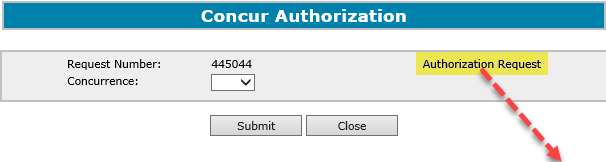 Concur Authorization
Request Number: 445044 Authorization Request
Concurrence:
Submit Close